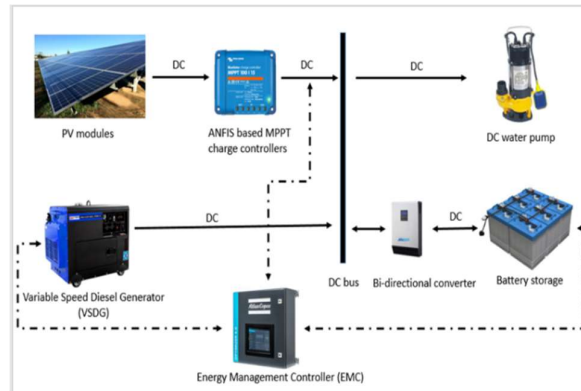 DC
DC
DC
PV modules
ANFIS based MPPT
charge controllers
DC water pump
DC
DC
Variable Speed Diesel Generator
(VSDG)
DC bus
Bi-directional converter
Battery storage
Energy Management Controller (EMC)